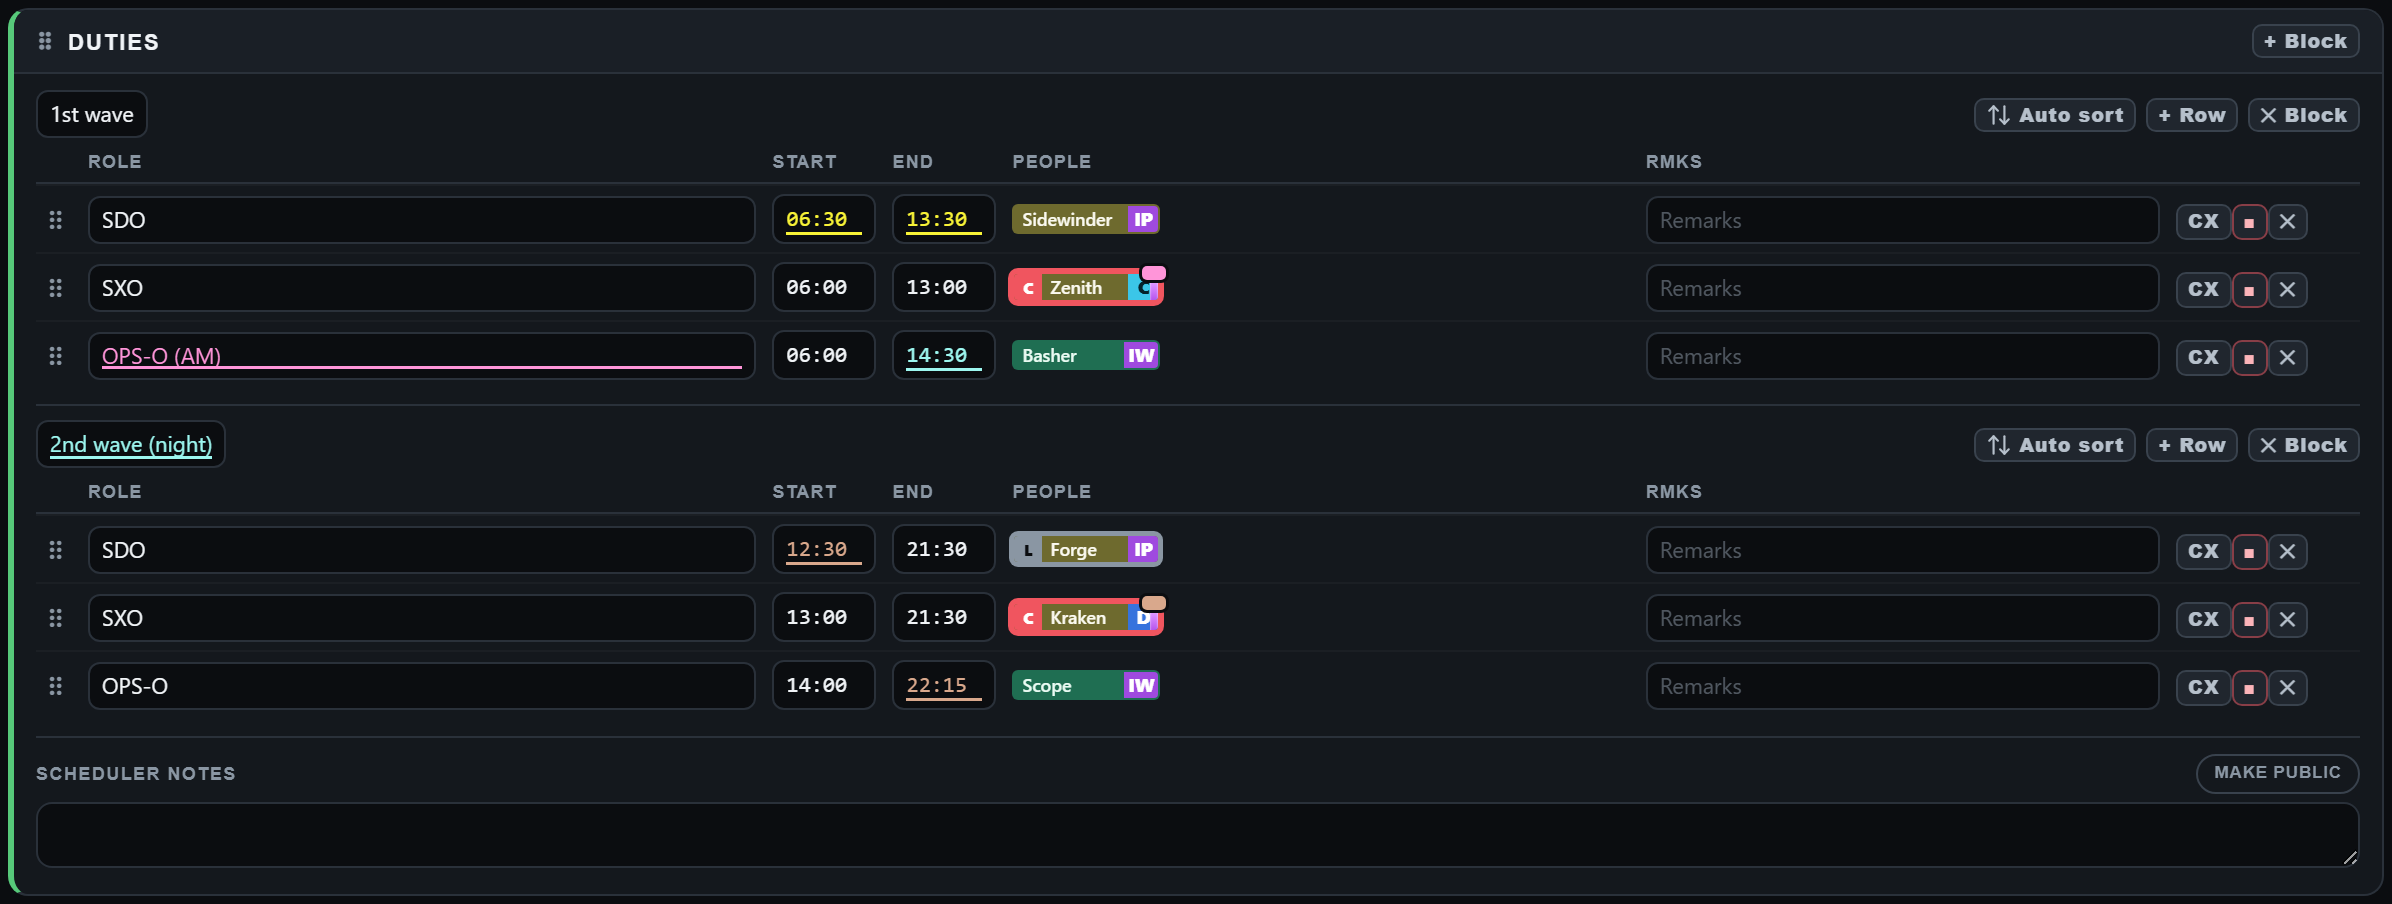 DUTIES + Block
1st wave Auto sort + Row × Block
ROLE START END PEOPLE RMKS
SDO 06:30 13:30 Sidewinder IP Remarks CX
SXO 06:00 13:00 C Zenith C Remarks CX
OPS-O (AM) 06:00 14:30 Basher IW Remarks CX
2nd wave (night) Auto sort + Row × Block
ROLE START END PEOPLE RMKS
SDO 12:30 21:30 L Forge IP Remarks CX
SXO 13:00 21:30 C Kraken D Remarks CX
OPS-O 14:00 22:15 Scope IW Remarks CX
SCHEDULER NOTES MAKE PUBLIC